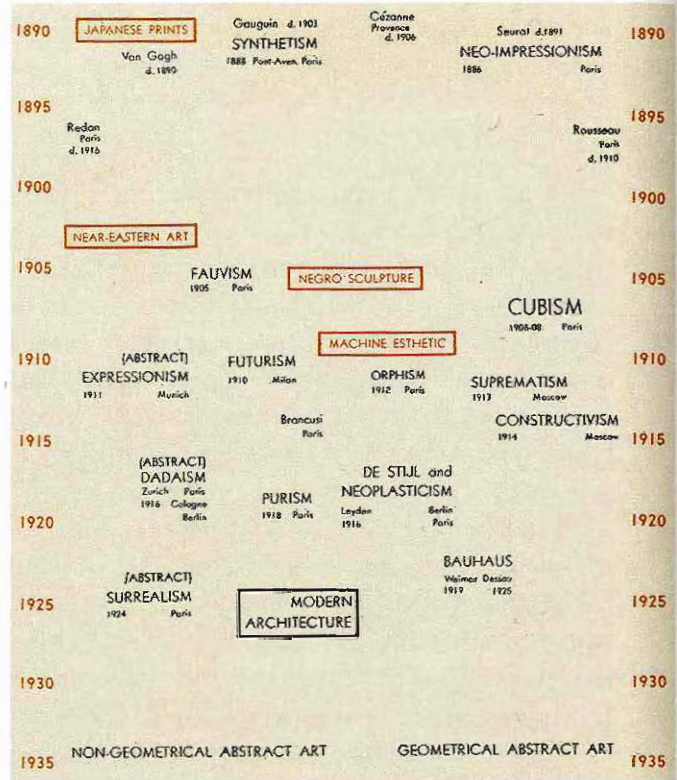 1890
JAPANESE PRINTS
Van Gogh
d. 1890
Gauguin d. 1903
SYNTHETISM
1888 Pont-Aven, Paris
Cézanne
Provence
d. 1906
Seurat d.1891
NEO-IMPRESSIONISM
1886 Paris
1890
1895
1895
Redon
Paris
d. 1916
Rousseau
Paris
d. 1910
1900
1900
NEAR-EASTERN ART
1905
FAUVISM
1905 Paris
NEGRO SCULPTURE
1905
CUBISM
1906-08 Paris
MACHINE ESTHETIC
1910
(ABSTRACT)
EXPRESSIONISM
1911 Munich
FUTURISM
1910 Milan
ORPHISM
1912 Paris
SUPREMATISM
1913 Moscow
1910
Brancusi
Paris
CONSTRUCTIVISM
1914 Moscow
1915
1915
(ABSTRACT)
DADAISM
Zurich Paris
1916 Cologne
Berlin
PURISM
1918 Paris
DE STIJL and
NEOPLASTICISM
Leyden Berlin
1916 Paris
1920
1920
BAUHAUS
Weimar Dessau
1919 1925
(ABSTRACT)
SURREALISM
1924 Paris
MODERN
ARCHITECTURE
1925
1925
1930
1930
NON-GEOMETRICAL ABSTRACT ART
GEOMETRICAL ABSTRACT ART
1935
1935